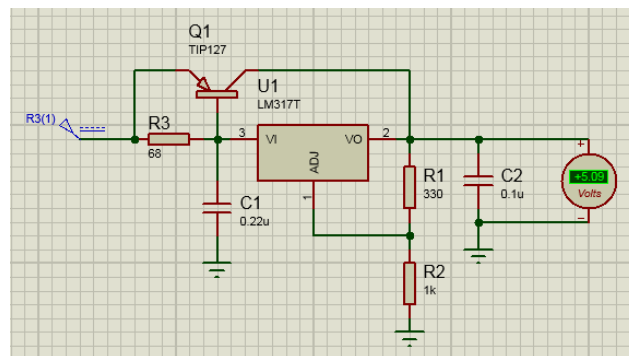 Q1
TIP127
U1
LM317T
R3(1)
R3
68
3
VI
VO
2
ADJ
1
C1
0.22u
R1
330
C2
0.1u
+5.09
Volts
+
-
R2
1k